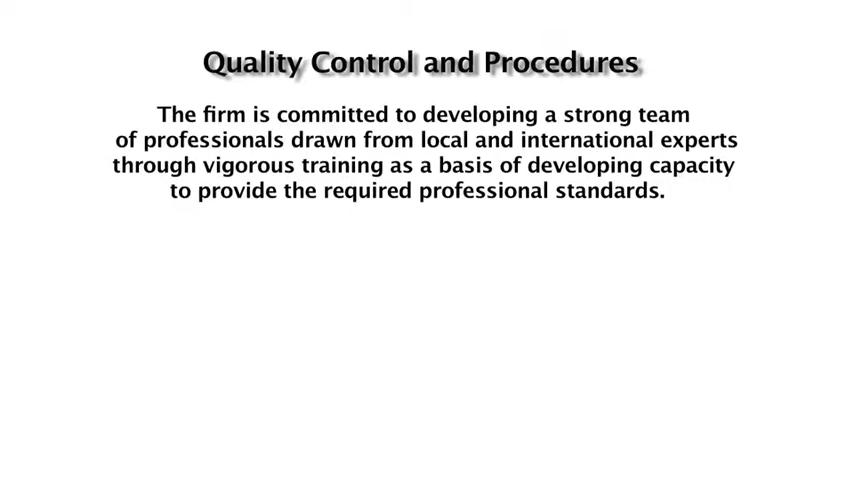 Quality Control and Procedures
The firm is committed to developing a strong team
of professionals drawn from local and international experts
through vigorous training as a basis of developing capacity
to provide the required professional standards.